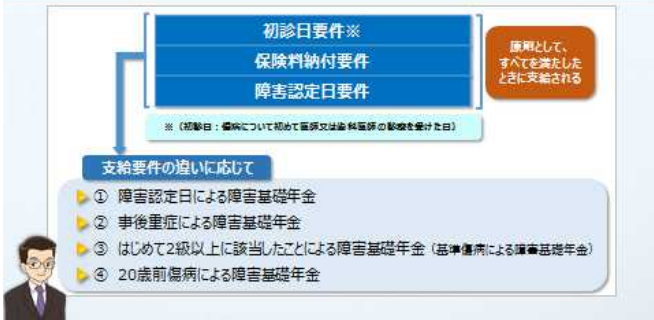 初診日要件※
保険料納付要件
障害認定日要件
原則として、
すべてを満たした
ときに支給される
※（初診日：傷病について初めて医師又は歯科医師の診療を受けた日）
支給要件の違いに応じて
① 障害認定日による障害基礎年金
② 事後重症による障害基礎年金
③ はじめて2級以上に該当したことによる障害基礎年金（基準傷病による障害基礎年金）
④ 20歳前傷病による障害基礎年金